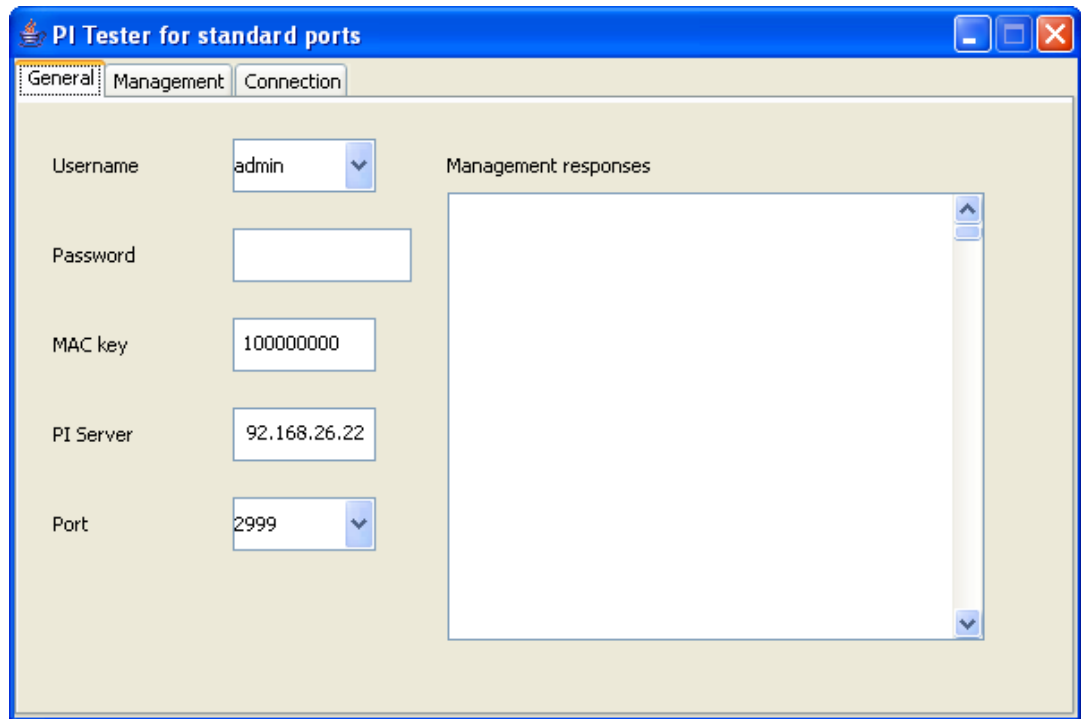 PI Tester for standard ports
General Management Connection
Username admin Management responses
Password
MAC key 100000000
PI Server 92.168.26.22
Port 2999